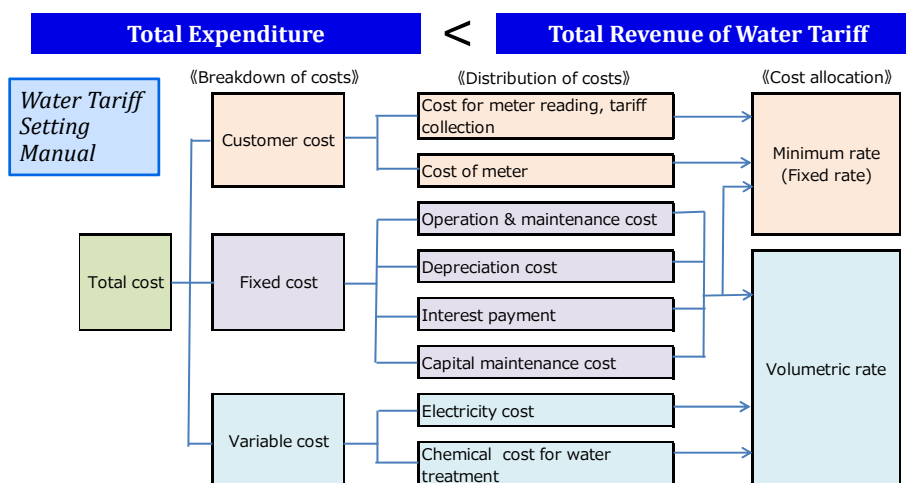 Total Expenditure
<
Total Revenue of Water Tariff
Water Tariff
Setting
Manual
《Breakdown of costs》
《Distribution of costs》
《Cost allocation》
Total cost
Customer cost
Fixed cost
Variable cost
Cost for meter reading, tariff
collection
Cost of meter
Operation & maintenance cost
Depreciation cost
Interest payment
Capital maintenance cost
Electricity cost
Chemical  cost for water
treatment
Minimum rate
(Fixed rate)
Volumetric rate